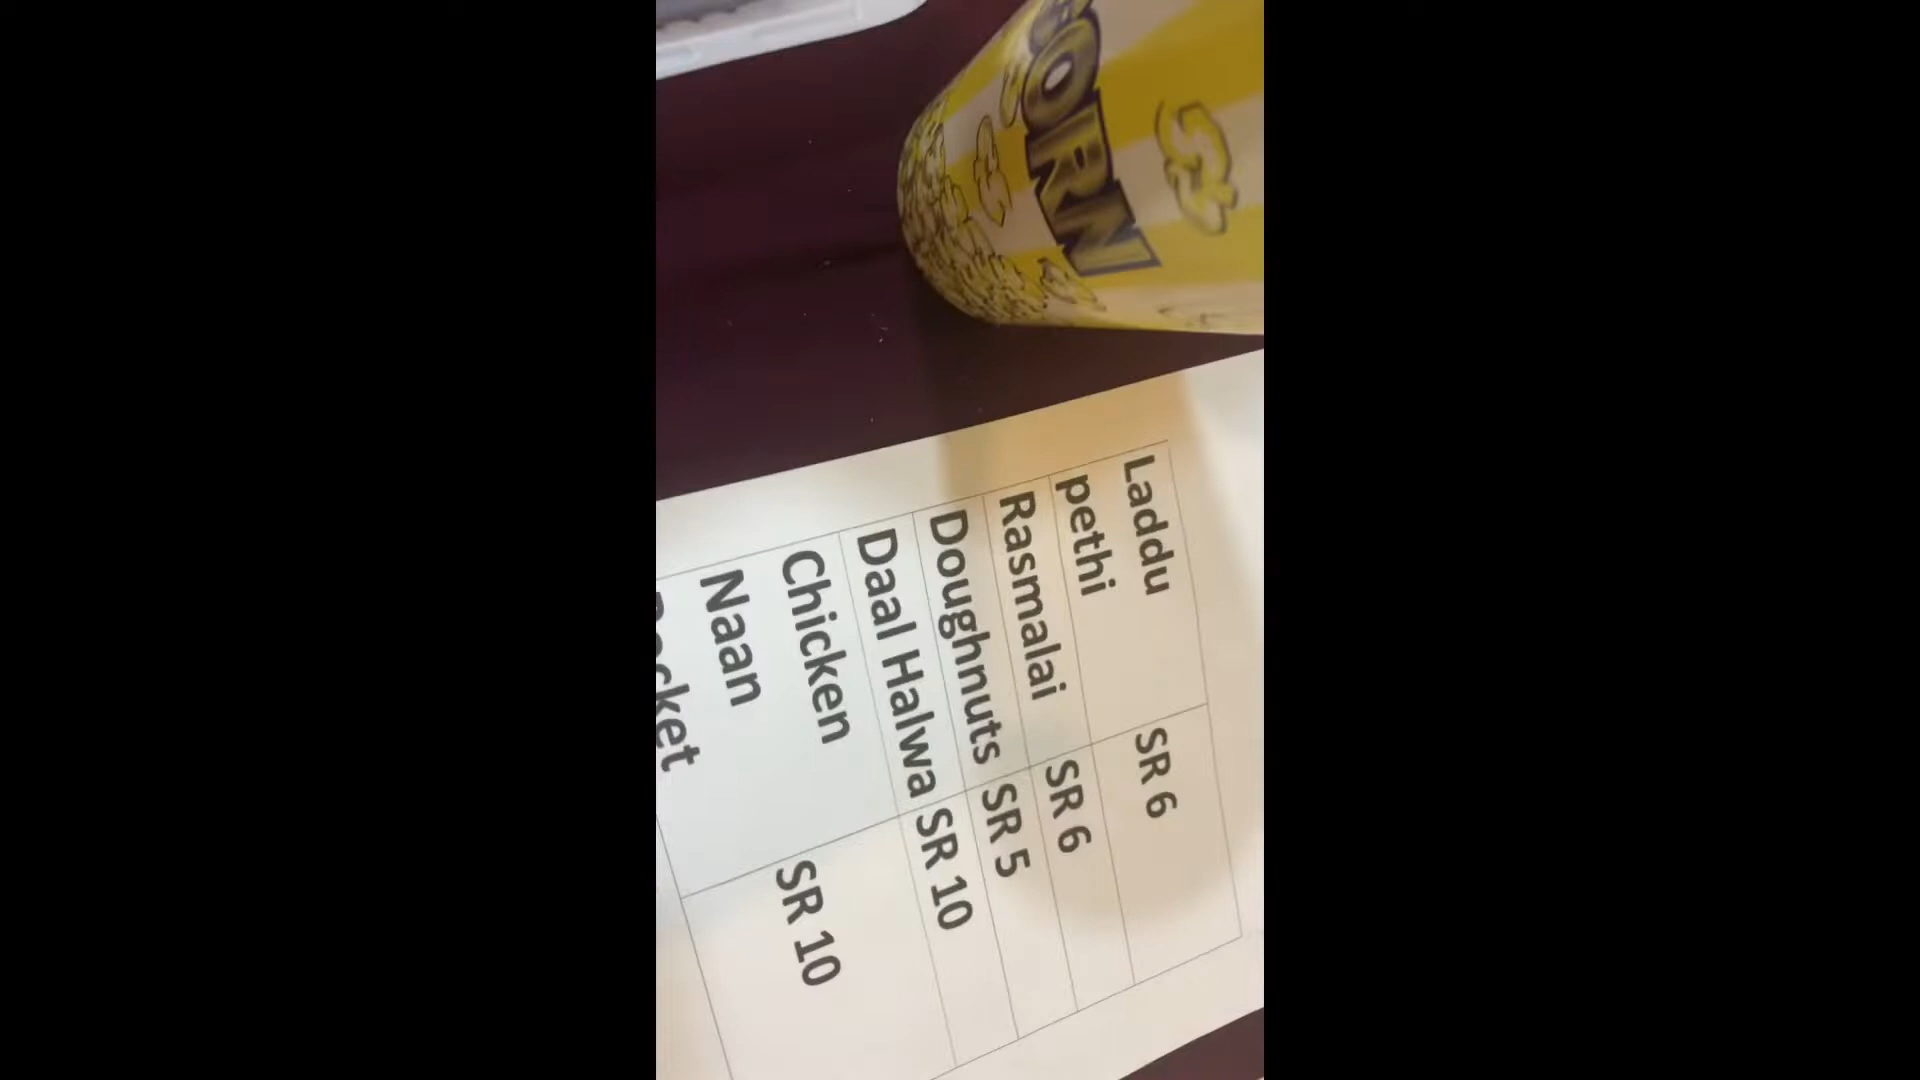 CORN
Laddu
pethi
SR 6
Rasmalai SR 6
Doughnuts SR 5
Daal Halwa SR 10
Chicken
Naan
SR 10